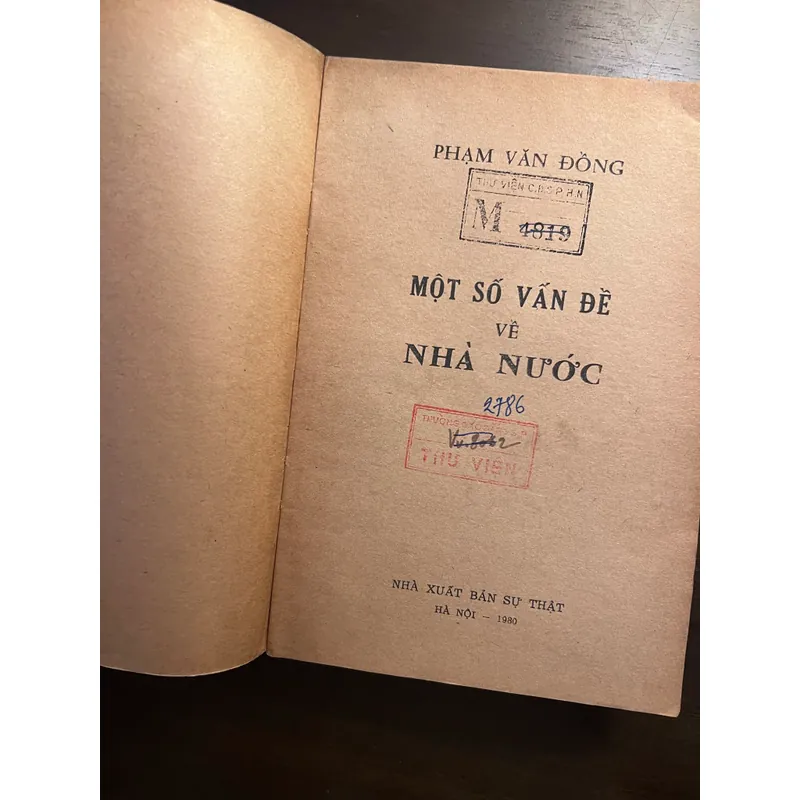 PHẠM VĂN ĐỒNG
THƯ VIỆN C.Đ.S.P.H.N
M 4819
MỘT SỐ VẤN ĐỀ
VỀ
NHÀ NƯỚC
2786
THƯ VIỆN
NHÀ XUẤT BẢN SỰ THẬT
HÀ NỘI – 1980